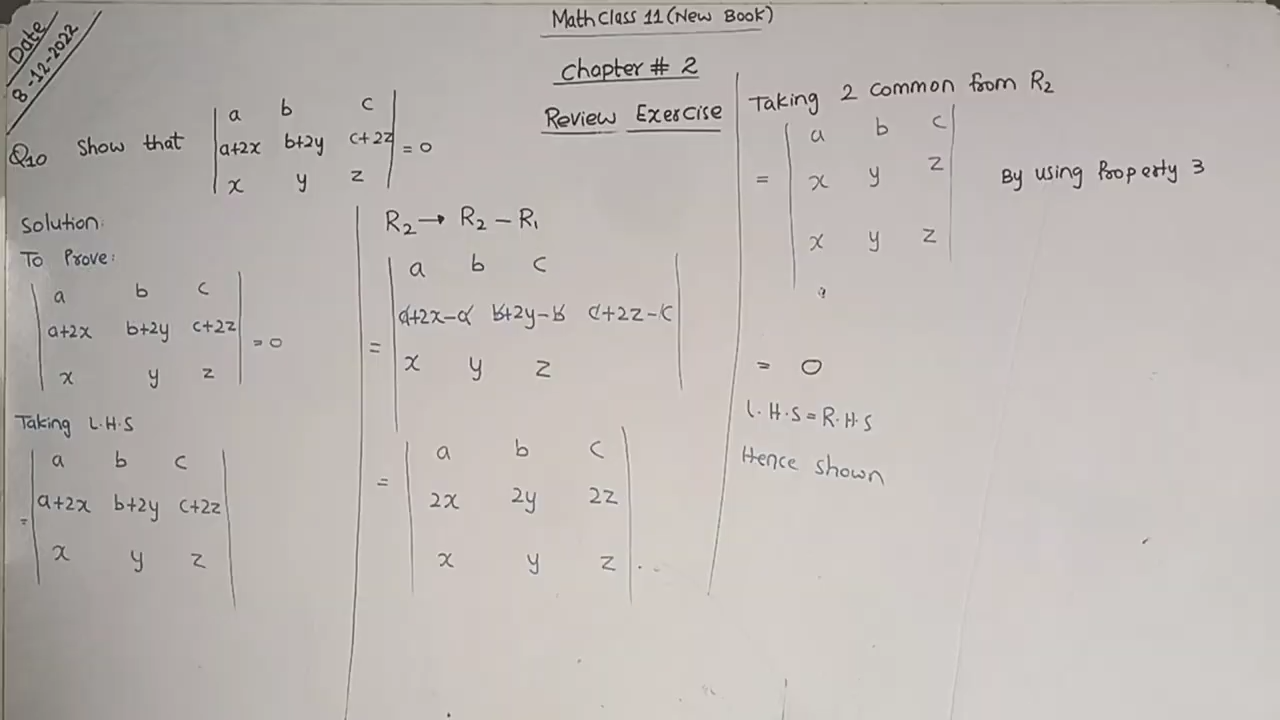 Date
8-12-2022
Math Class 11 (New Book)
Chapter # 2
Review Exercise
Q10 Show that
a b c
a+2x b+2y c+2z = 0
x y z
Solution:
To Prove:
a b c
a+2x b+2y c+2z = 0
x y z
Taking L.H.S
a b c
= a+2x b+2y c+2z
x y z
R₂ → R₂ – R₁
a b c
= a+2x-a b+2y-b c+2z-c
x y z
a b c
= 2x 2y 2z
x y z
Taking 2 common from R₂
a b c
= x y z By using Property 3
x y z
= 0
L.H.S = R.H.S
Hence shown